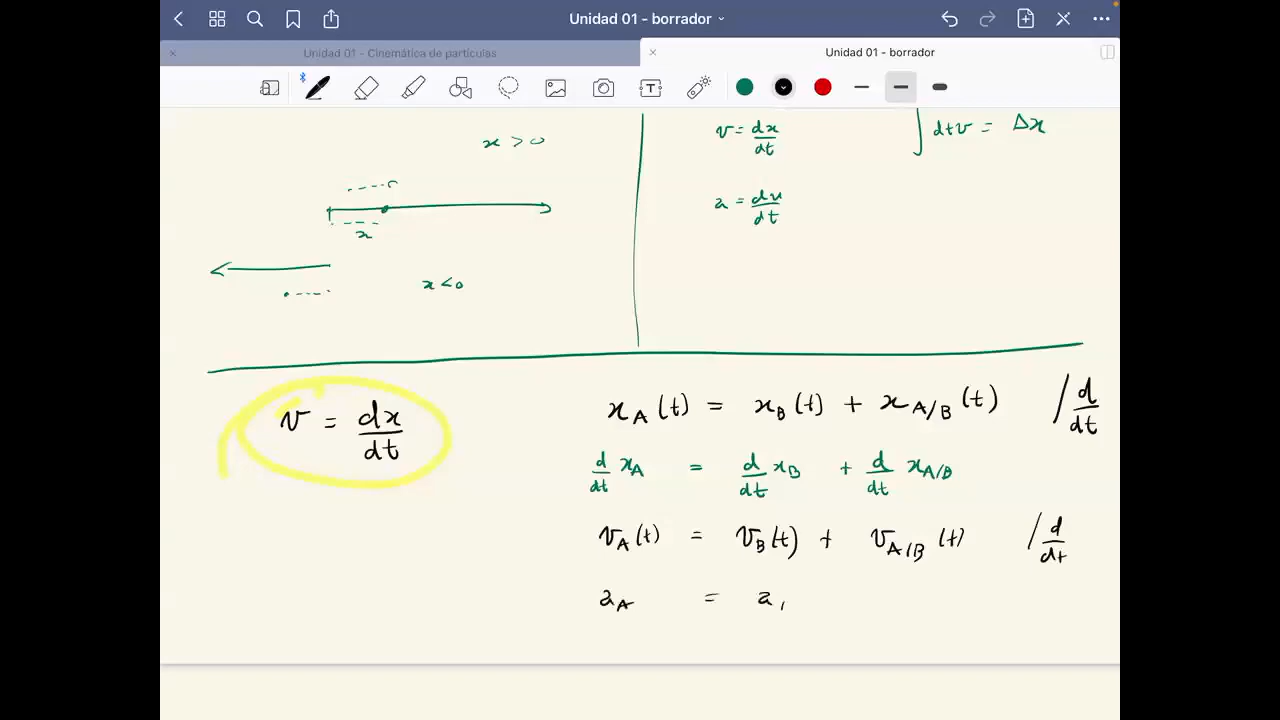 Unidad 01 - borrador
Unidad 01 - Cinemática de partículas
Unidad 01 - borrador
x > 0
x
x < 0
v = dx/dt
a = dv/dt
∫ dt v = Δx
v = dx/dt
x_A(t) = x_B(t) + x_A/B(t) / d/dt
d/dt x_A = d/dt x_B + d/dt x_A/B
v_A(t) = v_B(t) + v_A/B(t) / d/dt
a_A = a